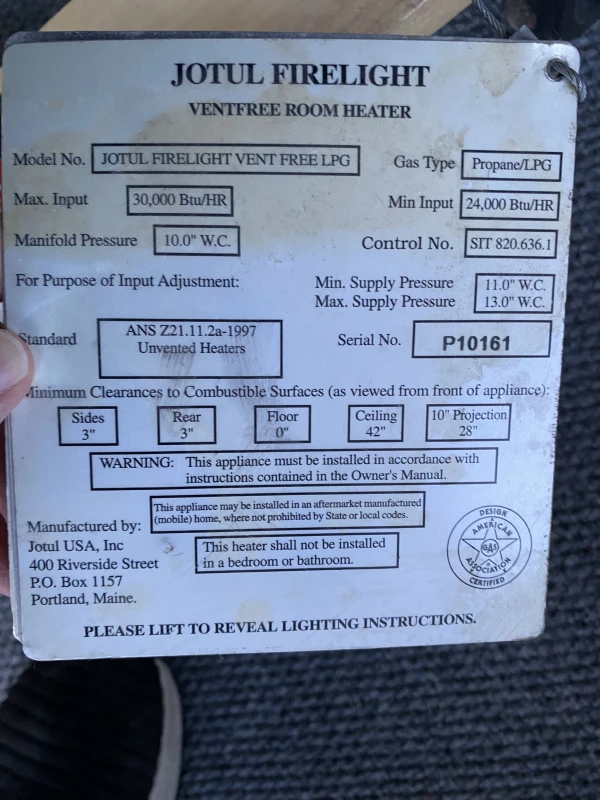 JOTUL FIRELIGHT
VENTFREE ROOM HEATER
Model No. JOTUL FIRELIGHT VENT FREE LPG Gas Type Propane/LPG
Max. Input 30,000 Btu/HR Min Input 24,000 Btu/HR
Manifold Pressure 10.0" W.C. Control No. SIT 820.636.1
For Purpose of Input Adjustment: Min. Supply Pressure 11.0" W.C.
Max. Supply Pressure 13.0" W.C.
Standard ANS Z21.11.2a-1997
Unvented Heaters
Serial No. P10161
Minimum Clearances to Combustible Surfaces (as viewed from front of appliance):
Sides Rear Floor Ceiling 10" Projection
3" 3" 0" 42" 28"
WARNING: This appliance must be installed in accordance with
instructions contained in the Owner's Manual.
This appliance may be installed in an aftermarket manufactured
(mobile) home, where not prohibited by State or local codes.
Manufactured by:
Jotul USA, Inc
400 Riverside Street
P.O. Box 1157
Portland, Maine.
This heater shall not be installed
in a bedroom or bathroom.
DESIGN
AMERICAN
GAS
ASSOCIATION
CERTIFIED
PLEASE LIFT TO REVEAL LIGHTING INSTRUCTIONS.